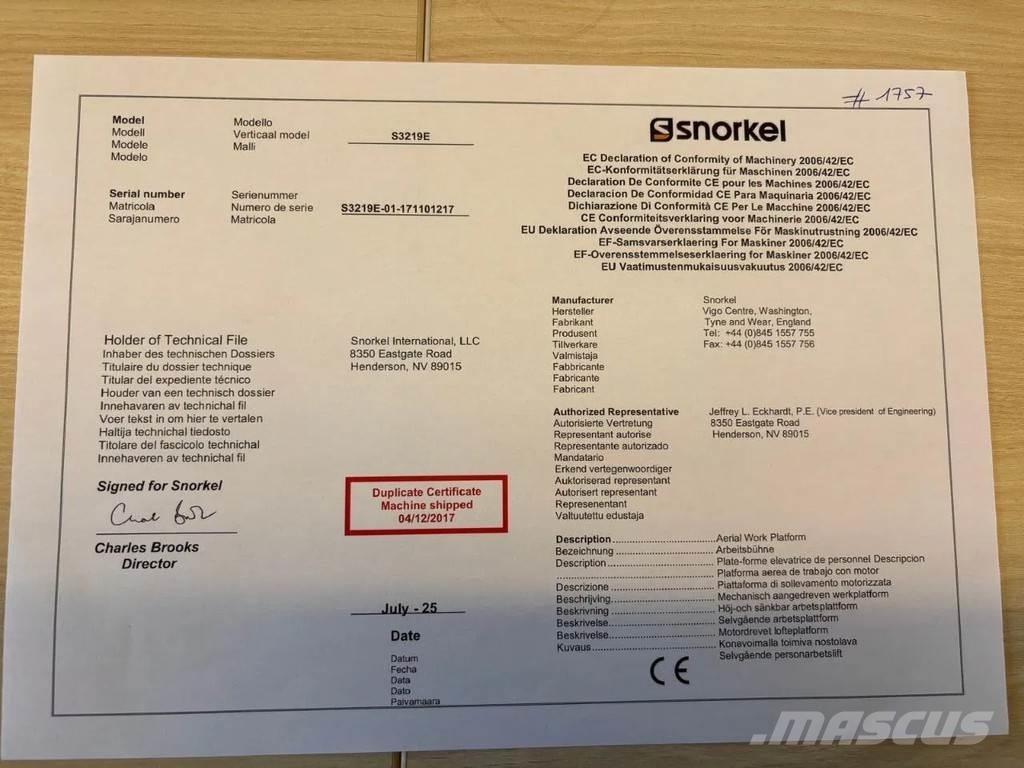 # 1757
Model
Modell
Modele
Modelo
Modello
Verticaal model
Malli
S3219E
Serial number
Matricola
Sarajanumero
Serienummer
Numero de serie
Matricola
S3219E-01-171101217
snorkel
EC Declaration of Conformity of Machinery 2006/42/EC
EC-Konformitätserklärung für Maschinen 2006/42/EC
Declaration De Conformite CE pour les Machines 2006/42/EC
Declaracion De Conformidad CE Para Maquinaria 2006/42/EC
Dichiarazione Di Conformità CE Per Le Macchine 2006/42/EC
CE Conformiteitsverklaring voor Machinerie 2006/42/EC
EU Deklaration Avseende Överensstammelse För Maskinutrustning 2006/42/EC
EF-Samsvarserklaering For Maskiner 2006/42/EC
EF-Overensstemmelseserklaering for Maskiner 2006/42/EC
EU Vaatimustenmukaisuusvakuutus 2006/42/EC
Holder of Technical File
Inhaber des technischen Dossiers
Titulaire du dossier technique
Titular del expediente técnico
Houder van een technisch dossier
Innehavaren av technichal fil
Voer tekst in om hier te vertalen
Haltija technichal tiedosto
Titolare del fascicolo technichal
Innehaveren av technichal fil
Snorkel International, LLC
8350 Eastgate Road
Henderson, NV 89015
Manufacturer
Hersteller
Fabrikant
Produsent
Tillverkare
Valmistaja
Fabbricante
Fabricante
Fabricant
Snorkel
Vigo Centre, Washington,
Tyne and Wear, England
Tel: +44 (0)845 1557 755
Fax: +44 (0)845 1557 756
Authorized Representative
Autorisierte Vertretung
Representant autorise
Representante autorizado
Mandatario
Erkend vertegenwoordiger
Auktoriserad representant
Autorisert representant
Represenentant
Valtuutettu edustaja
Jeffrey L. Eckhardt, P.E. (Vice president of Engineering)
8350 Eastgate Road
Henderson, NV 89015
Signed for Snorkel
Charles Brooks
Director
Duplicate Certificate
Machine shipped
04/12/2017
July - 25
Date
Datum
Fecha
Data
Dato
Paivamaara
Description..............................Aerial Work Platform
Bezeichnung ............................Arbeitsbühne
Description...............................Plate-forme elevatrice de personnel Descripcion
................................................Platforma aerea de trabajo con motor
Descrizione ..............................Piattaforma di sollevamento motorizzata
Beschrijving..............................Mechanisch aangedreven werkplatform
Beskrivning ..............................Höj-och sänkbar arbetsplattform
Beskrivelse...............................Selvgående arbetsplattform
Beskrivelse...............................Motordrevet lofteplatform
Kuvaus.....................................Konevoimalla toimiva nostolava
Selvgående personarbetslift
CE
MASCUS